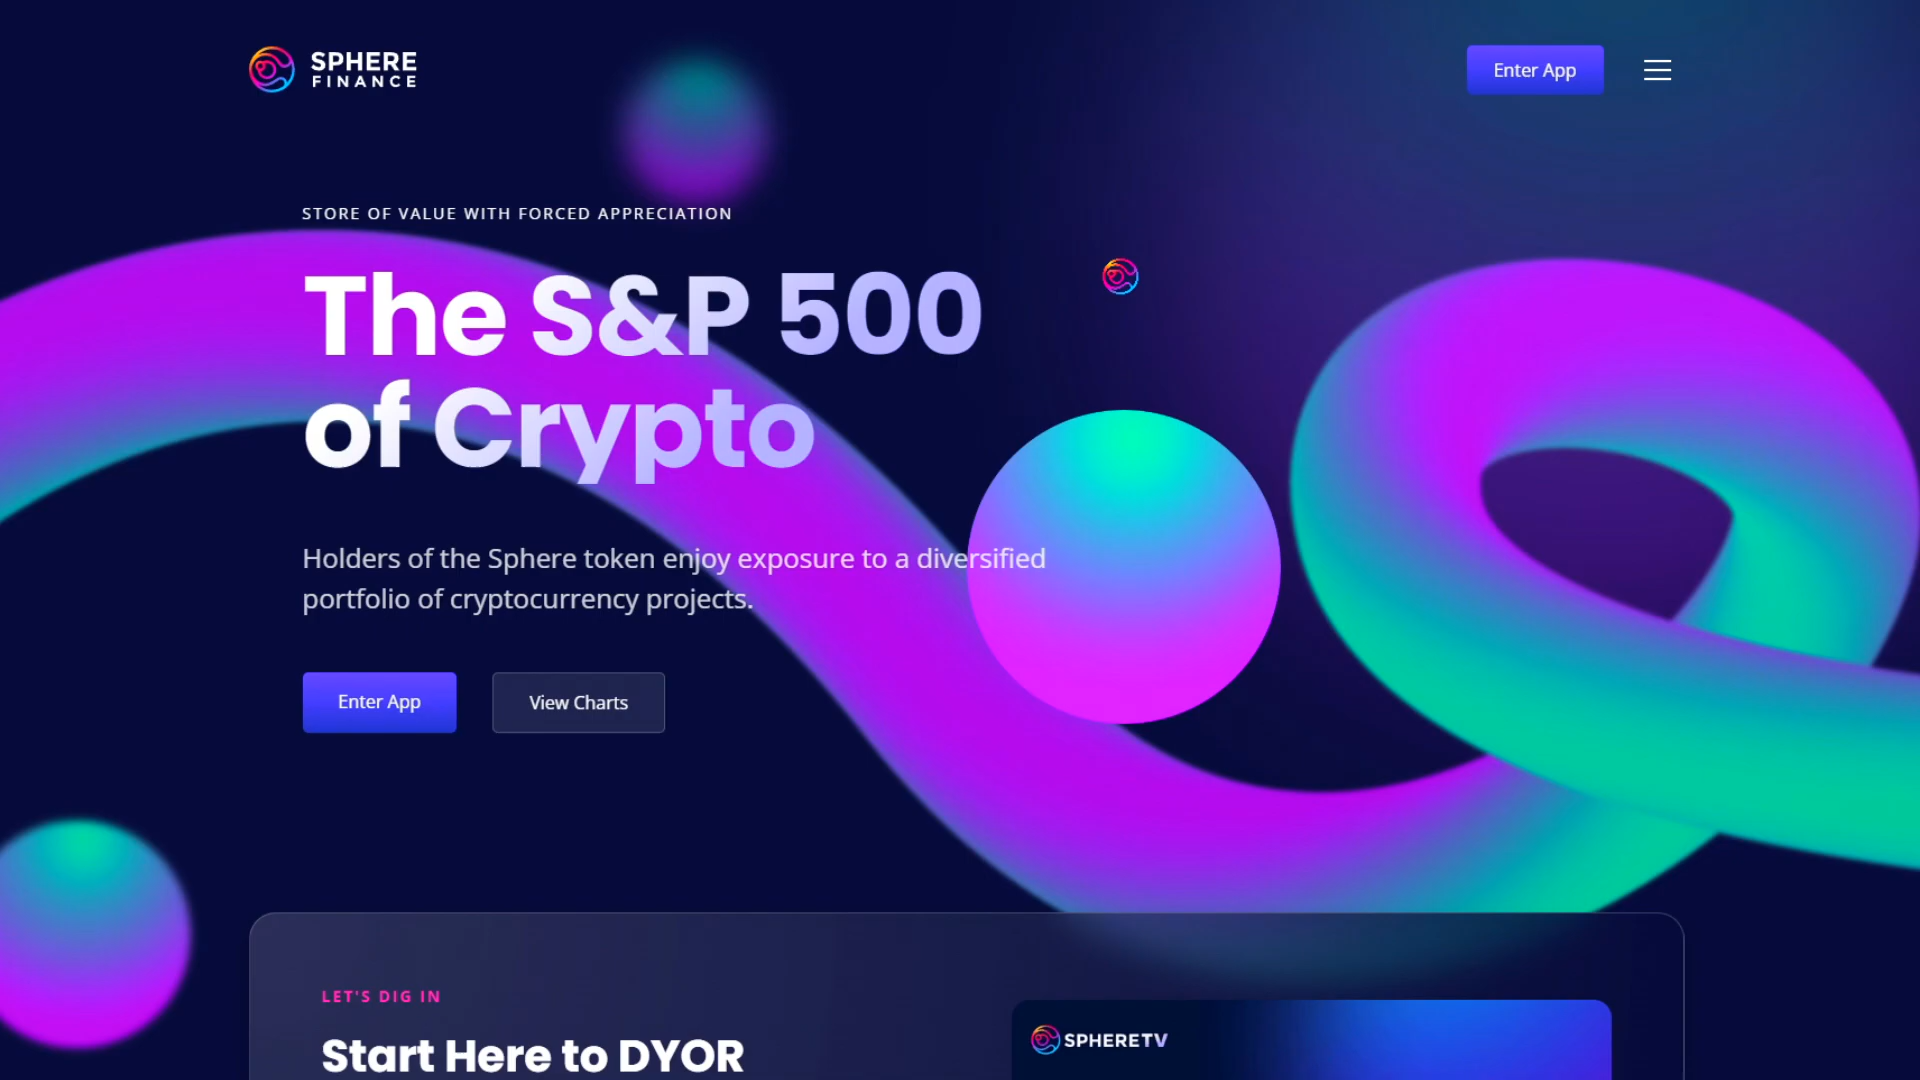 SPHERE
FINANCE
Enter App
STORE OF VALUE WITH FORCED APPRECIATION
The S&P 500
of Crypto
Holders of the Sphere token enjoy exposure to a diversified
portfolio of cryptocurrency projects.
Enter App
View Charts
LET'S DIG IN
Start Here to DYOR
SPHERETV